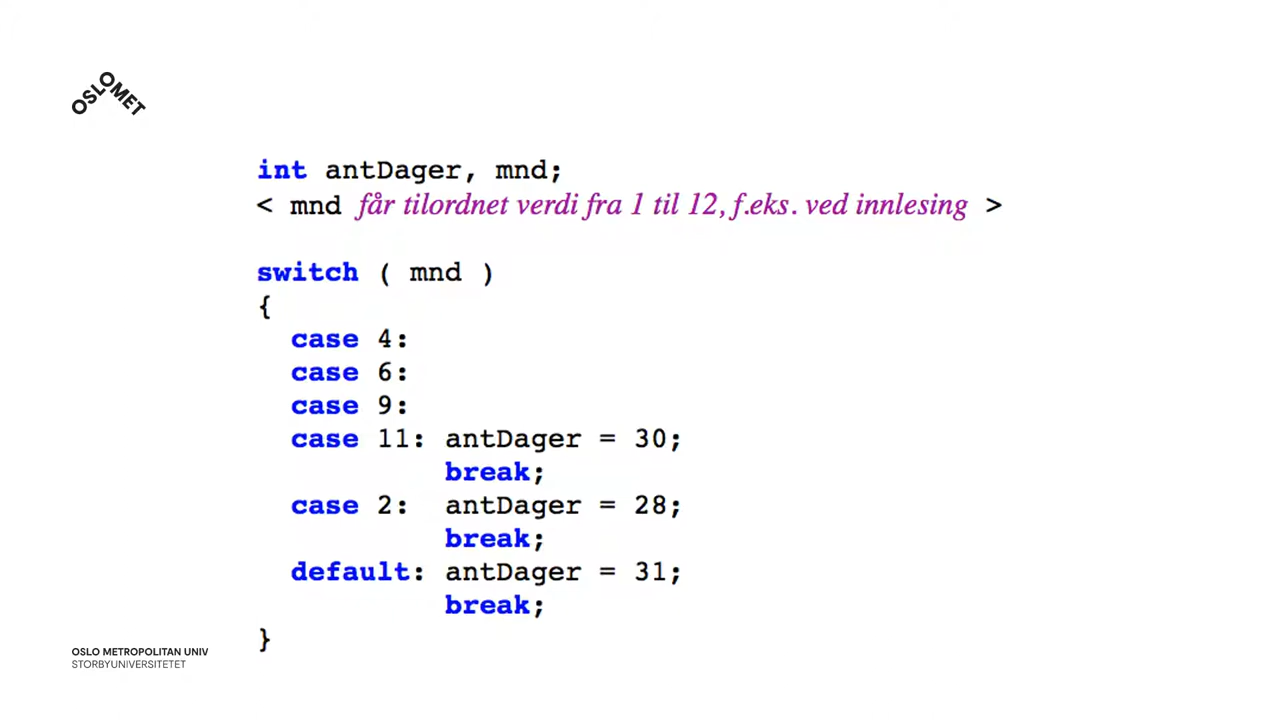 OSLOMET
int antDager, mnd;
< mnd får tilordnet verdi fra 1 til 12, f.eks. ved innlesing >
switch ( mnd )
{
case 4:
case 6:
case 9:
case 11: antDager = 30;
break;
case 2: antDager = 28;
break;
default: antDager = 31;
break;
}
OSLO METROPOLITAN UNIV
STORBYUNIVERSITETET